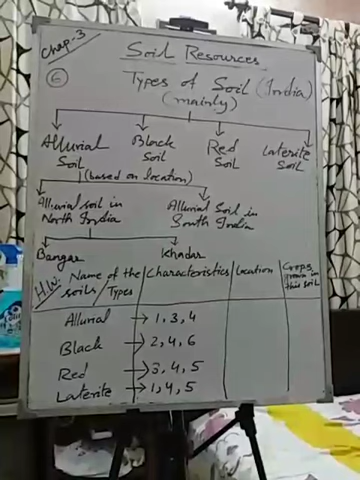 Chap. 3
Soil Resources
6
Types of Soil (India)
(mainly)
Alluvial Soil
Black Soil
Red Soil
Laterite Soil
(based on location)
Alluvial soil in North India
Alluvial Soil in South India
Bangar
Khadar
H.W.
Name of the soils / Types
Characteristics
Location
Crops grown in this soil
Alluvial → 1, 3, 4
Black → 2, 4, 6
Red → 3, 4, 5
Laterite → 1, 4, 5